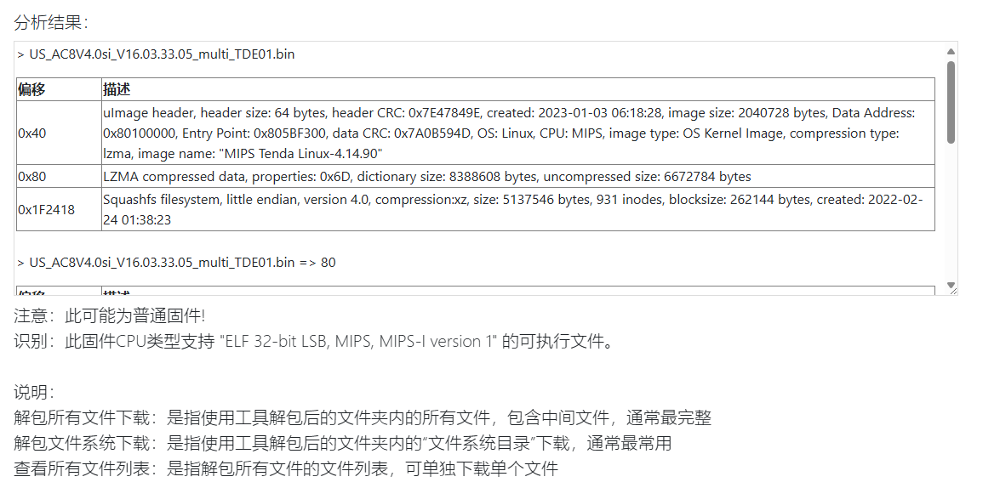 分析结果：
> US_AC8V4.0si_V16.03.33.05_multi_TDE01.bin
偏移 描述
0x40 uImage header, header size: 64 bytes, header CRC: 0x7E47849E, created: 2023-01-03 06:18:28, image size: 2040728 bytes, Data Address:
0x80100000, Entry Point: 0x805BF300, data CRC: 0x7A0B594D, OS: Linux, CPU: MIPS, image type: OS Kernel Image, compression type:
lzma, image name: "MIPS Tenda Linux-4.14.90"
0x80 LZMA compressed data, properties: 0x6D, dictionary size: 8388608 bytes, uncompressed size: 6672784 bytes
0x1F2418 Squashfs filesystem, little endian, version 4.0, compression:xz, size: 5137546 bytes, 931 inodes, blocksize: 262144 bytes, created: 2022-02-
24 01:38:23
> US_AC8V4.0si_V16.03.33.05_multi_TDE01.bin => 80
偏移 描述
注意：此可能为普通固件!
识别：此固件CPU类型支持 "ELF 32-bit LSB, MIPS, MIPS-I version 1" 的可执行文件。
说明：
解包所有文件下载：是指使用工具解包后的文件夹内的所有文件，包含中间文件，通常最完整
解包文件系统下载：是指使用工具解包后的文件夹内的“文件系统目录”下载，通常最常用
查看所有文件列表：是指解包所有文件的文件列表，可单独下载单个文件